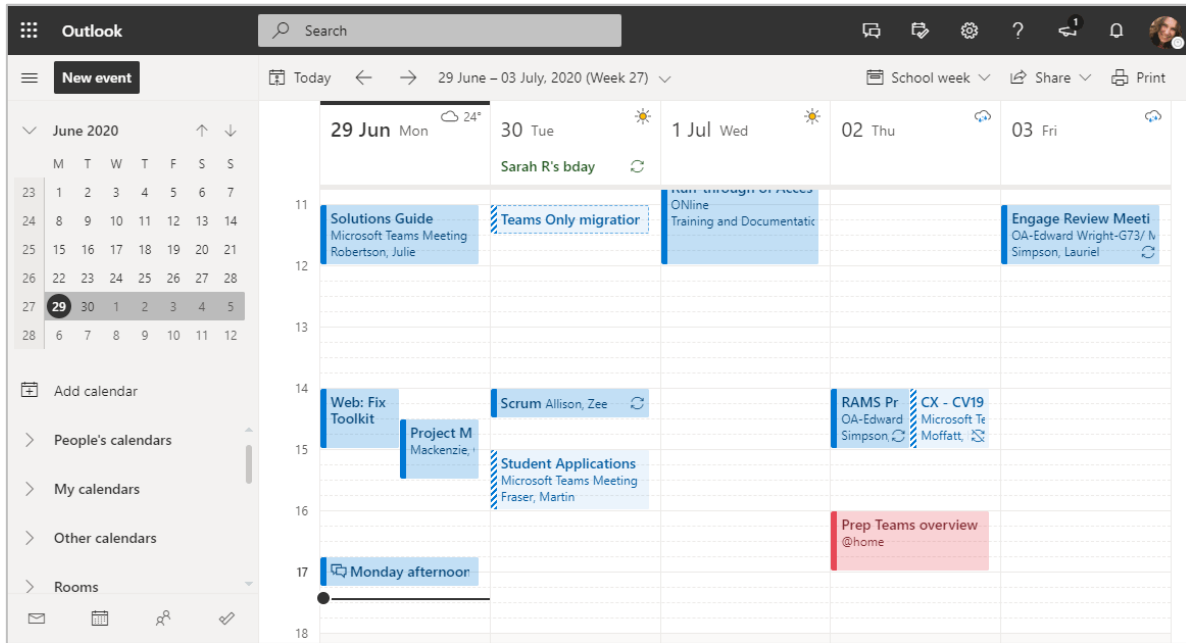 Outlook
Search
1
New event
Today
29 June – 03 July, 2020 (Week 27)
School week
Share
Print
June 2020
M T W T F S S
23 1 2 3 4 5 6 7
24 8 9 10 11 12 13 14
25 15 16 17 18 19 20 21
26 22 23 24 25 26 27 28
27 29 30 1 2 3 4 5
28 6 7 8 9 10 11 12
Add calendar
People's calendars
My calendars
Other calendars
Rooms
29 Jun Mon
24°
30 Tue
1 Jul Wed
02 Thu
03 Fri
Sarah R's bday
11
12
13
14
15
16
17
18
Solutions Guide
Microsoft Teams Meeting
Robertson, Julie
Web: Fix
Toolkit
Project M
Mackenzie,
Monday afternoon
Teams Only migration
Scrum Allison, Zee
Student Applications
Microsoft Teams Meeting
Fraser, Martin
Run-through of Acces
ONline
Training and Documentatic
RAMS Pr
OA-Edward
Simpson,
CX - CV19
Microsoft Te
Moffatt,
Prep Teams overview
@home
Engage Review Meeti
OA-Edward Wright-G73/ M
Simpson, Lauriel